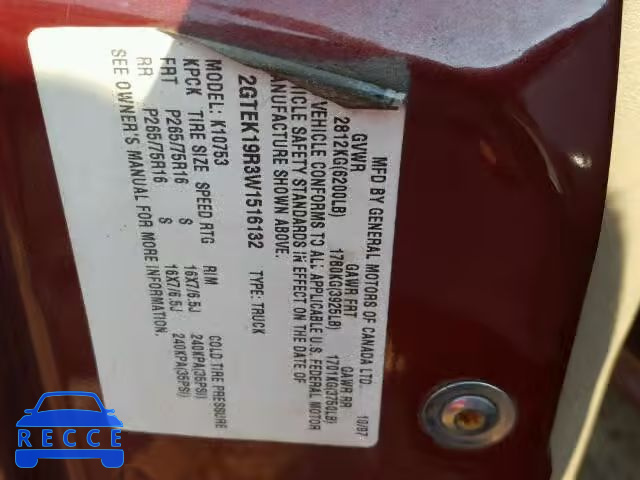 MFD BY GENERAL MOTORS OF CANADA LTD.
10/97
GVWR GAWR FRT GAWR RR
2812KG(6200LB) 1780KG(3925LB) 1701KG(3750LB)
VEHICLE CONFORMS TO ALL APPLICABLE U.S. FEDERAL MOTOR
HICLE SAFETY STANDARDS IN EFFECT ON THE DATE OF
ANUFACTURE SHOWN ABOVE.
2GTEK19R3W1516132 TYPE: TRUCK
MODEL: K10753
KPCK TIRE SIZE SPEED RTG RIM COLD TIRE PRESSURE
FRT P265/75R16 S 16X7/6.5J 240KPA(35PSI)
RR P265/75R16 S 16X7/6.5J 240KPA(35PSI)
SEE OWNER'S MANUAL FOR MORE INFORMATION.
RECCE